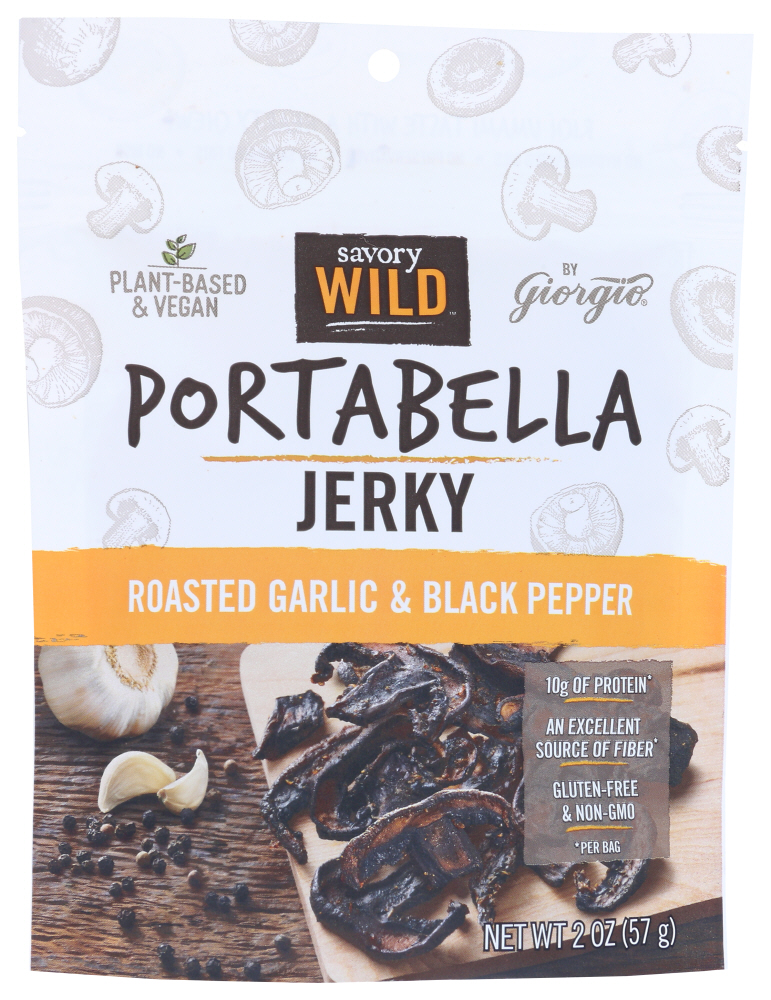 PLANT-BASED
& VEGAN
savory
WILD™
BY
Giorgio®
PORTABELLA
JERKY
ROASTED GARLIC & BLACK PEPPER
10g OF PROTEIN*
AN EXCELLENT
SOURCE OF FIBER*
GLUTEN-FREE
& NON-GMO
*PER BAG
NET WT 2 OZ (57 g)